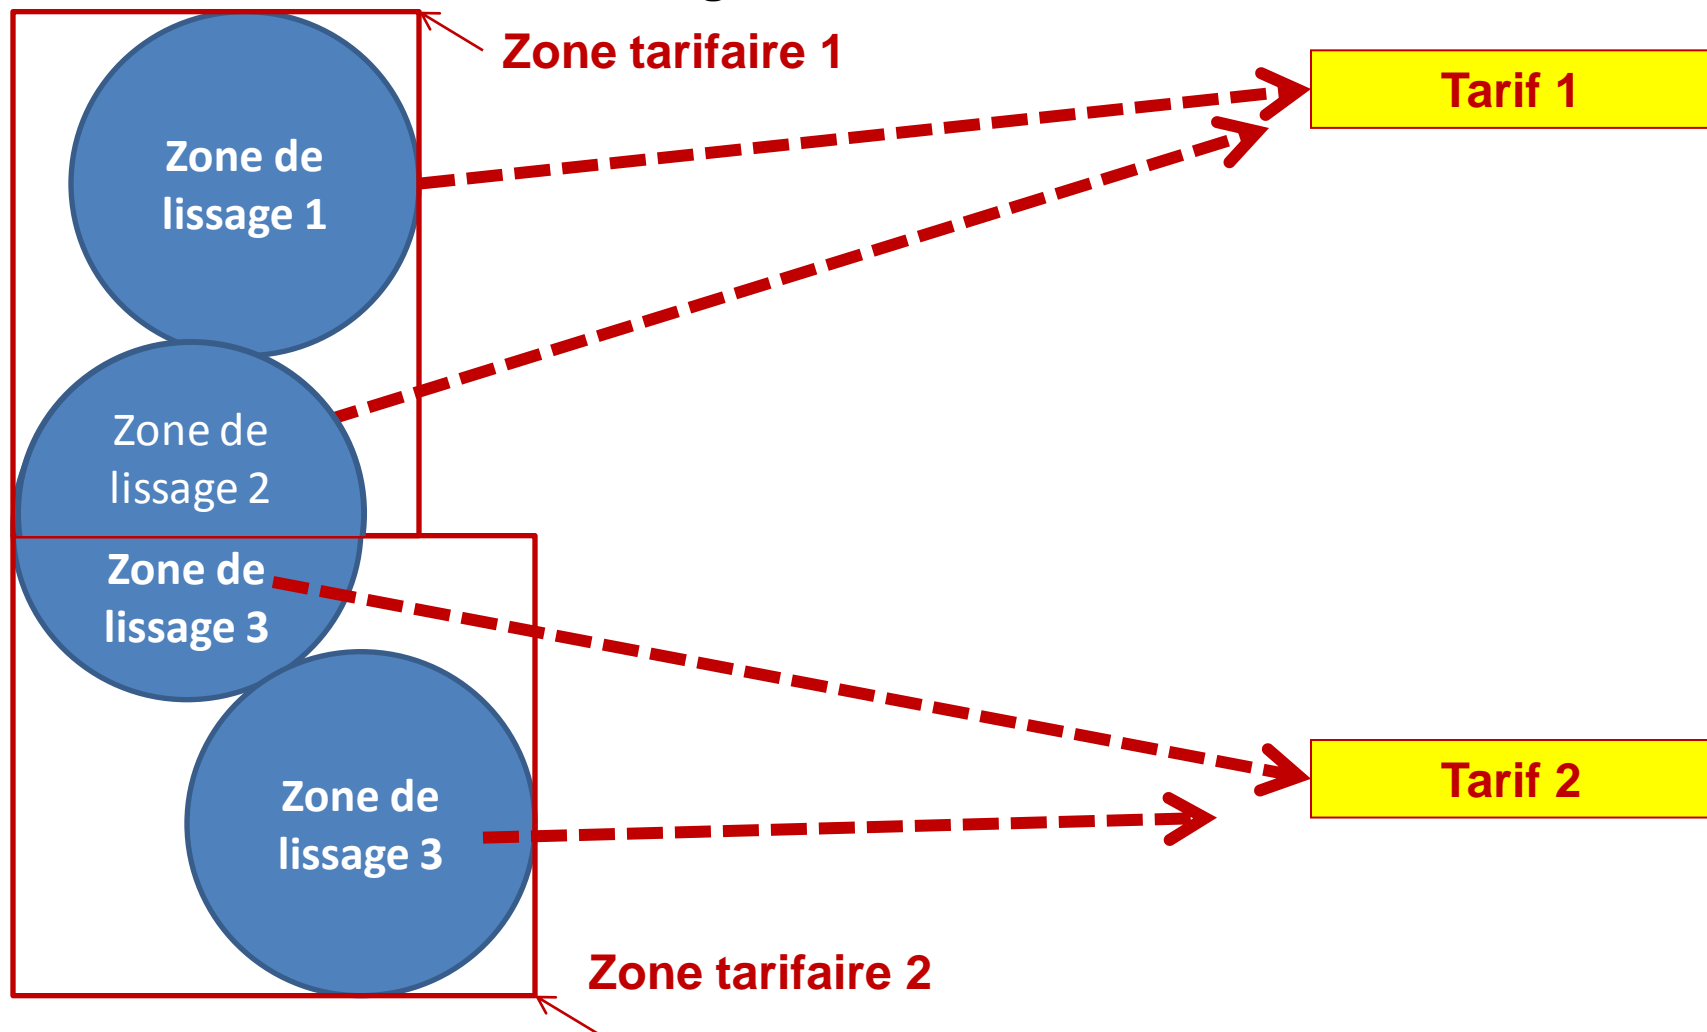 Zone tarifaire 1
Tarif 1
Zone de
lissage 1
Zone de
lissage 2
Zone de
lissage 3
Tarif 2
Zone de
lissage 3
Zone tarifaire 2